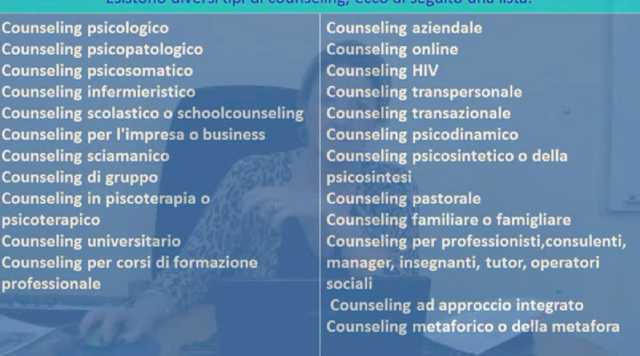 Esistono diversi tipi di counseling, ecco di seguito una lista:
Counseling psicologico
Counseling psicopatologico
Counseling psicosomatico
Counseling infermieristico
Counseling scolastico o schoolcounseling
Counseling per l'impresa o business
Counseling sciamanico
Counseling di gruppo
Counseling in piscoterapia o
psicoterapico
Counseling universitario
Counseling per corsi di formazione
professionale
Counseling aziendale
Counseling online
Counseling HIV
Counseling transpersonale
Counseling transazionale
Counseling psicodinamico
Counseling psicosintetico o della
psicosintesi
Counseling pastorale
Counseling familiare o famigliare
Counseling per professionisti,consulenti,
manager, insegnanti, tutor, operatori
sociali
Counseling ad approccio integrato
Counseling metaforico o della metafora